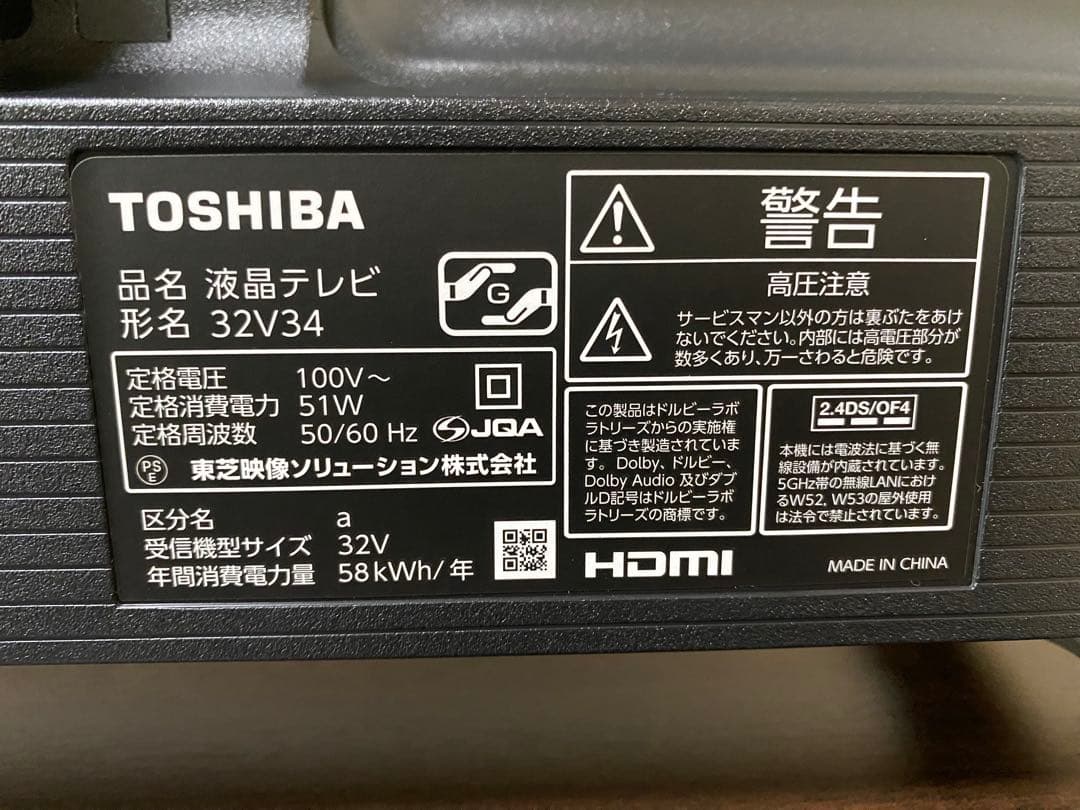 TOSHIBA
品名 液晶テレビ
形名 32V34
G
定格電圧 100V～
定格消費電力 51W
定格周波数 50/60 Hz
JQA
PS
E
東芝映像ソリューション株式会社
区分名 a
受信機型サイズ 32V
年間消費電力量 58kWh/年
警告
高圧注意
サービスマン以外の方は裏ぶたをあけ
ないでください。内部には高電圧部分が
数多くあり、万一さわると危険です。
この製品はドルビーラボ
ラトリーズからの実施権
に基づき製造されていま
す。Dolby、ドルビー、
Dolby Audio 及びダブ
ルD記号はドルビーラボ
ラトリーズの商標です。
2.4DS/OF4
本機には電波法に基づく無
線設備が内蔵されています。
5GHz帯の無線LANにおけ
るW52、W53の屋外使用
は法令で禁止されています。
HDMI
MADE IN CHINA